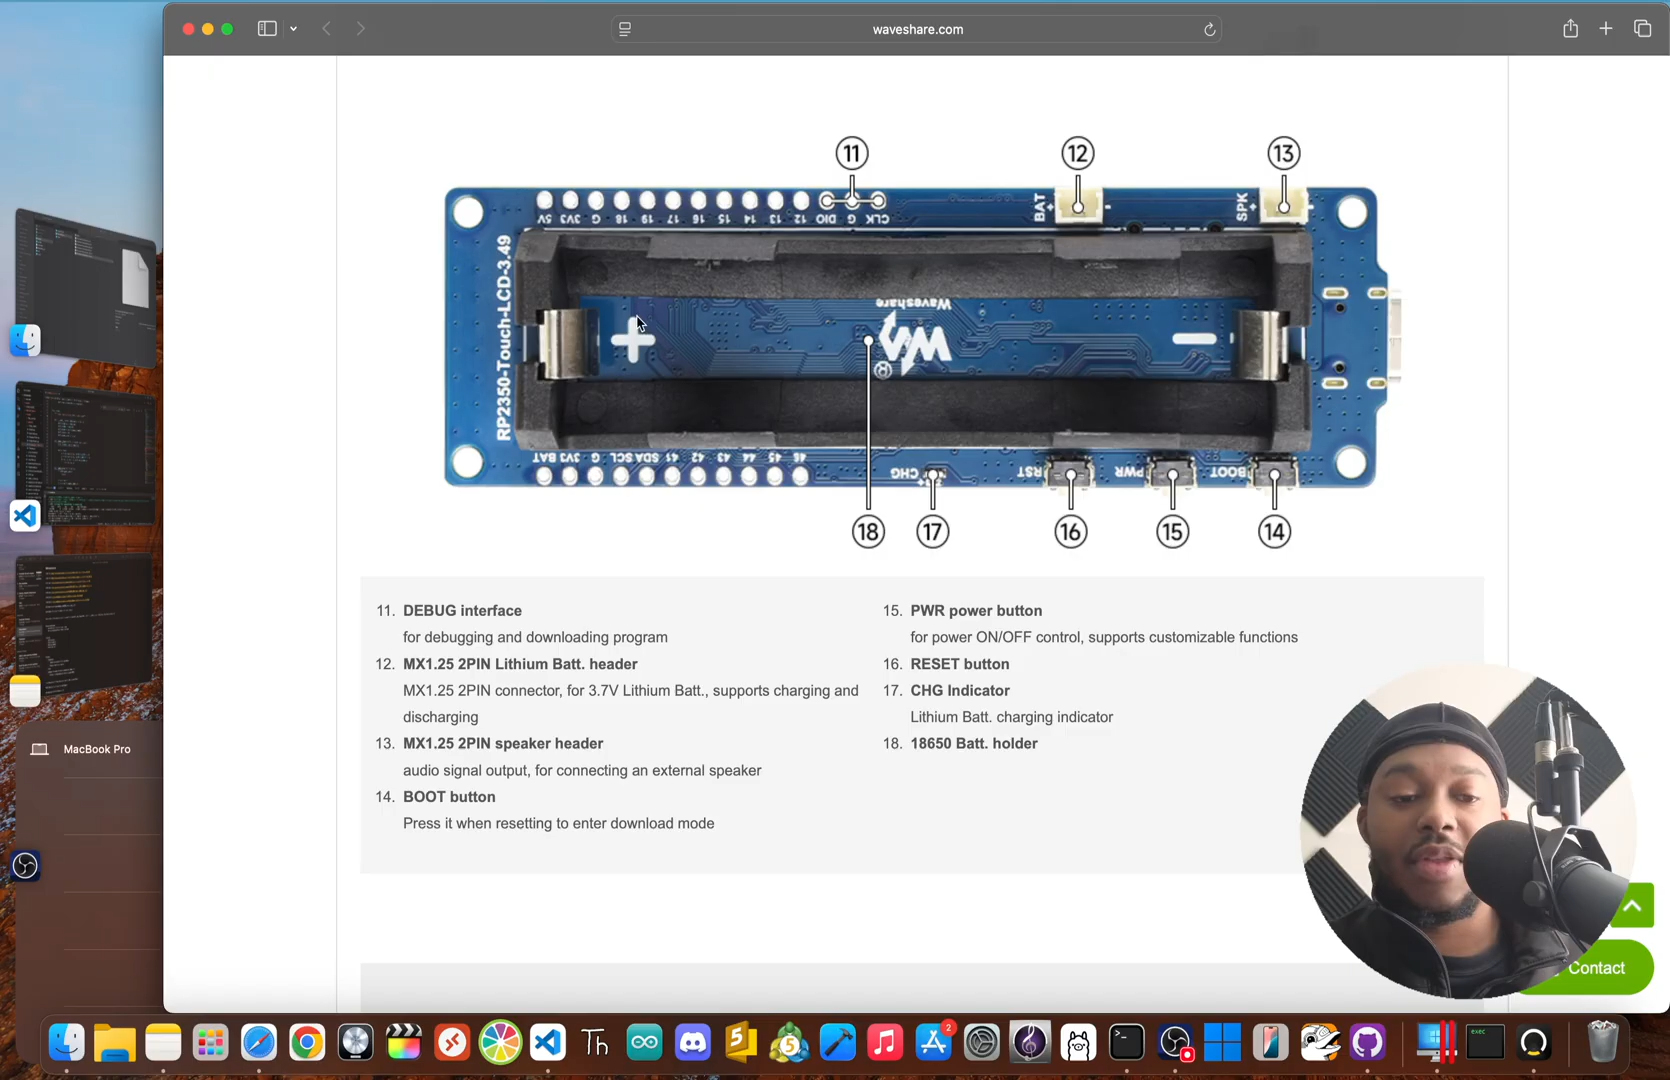 waveshare.com
11
12
13
5V 3V3 G 18 19 17 16 15 14 13 12 DIO G CLK
BAT
+ -
SPK
+ -
RP2350-Touch-LCD-3.49
Waveshare
®
+ -
BAT 3V3 G SCL SDA 41 42 43 44 45 46
CHG
RST
PWR
BOOT
18
17
16
15
14
11. DEBUG interface
for debugging and downloading program
12. MX1.25 2PIN Lithium Batt. header
MX1.25 2PIN connector, for 3.7V Lithium Batt., supports charging and
discharging
13. MX1.25 2PIN speaker header
audio signal output, for connecting an external speaker
14. BOOT button
Press it when resetting to enter download mode
15. PWR power button
for power ON/OFF control, supports customizable functions
16. RESET button
17. CHG Indicator
Lithium Batt. charging indicator
18. 18650 Batt. holder
MacBook Pro
Contact
Th
5
5
2
exec